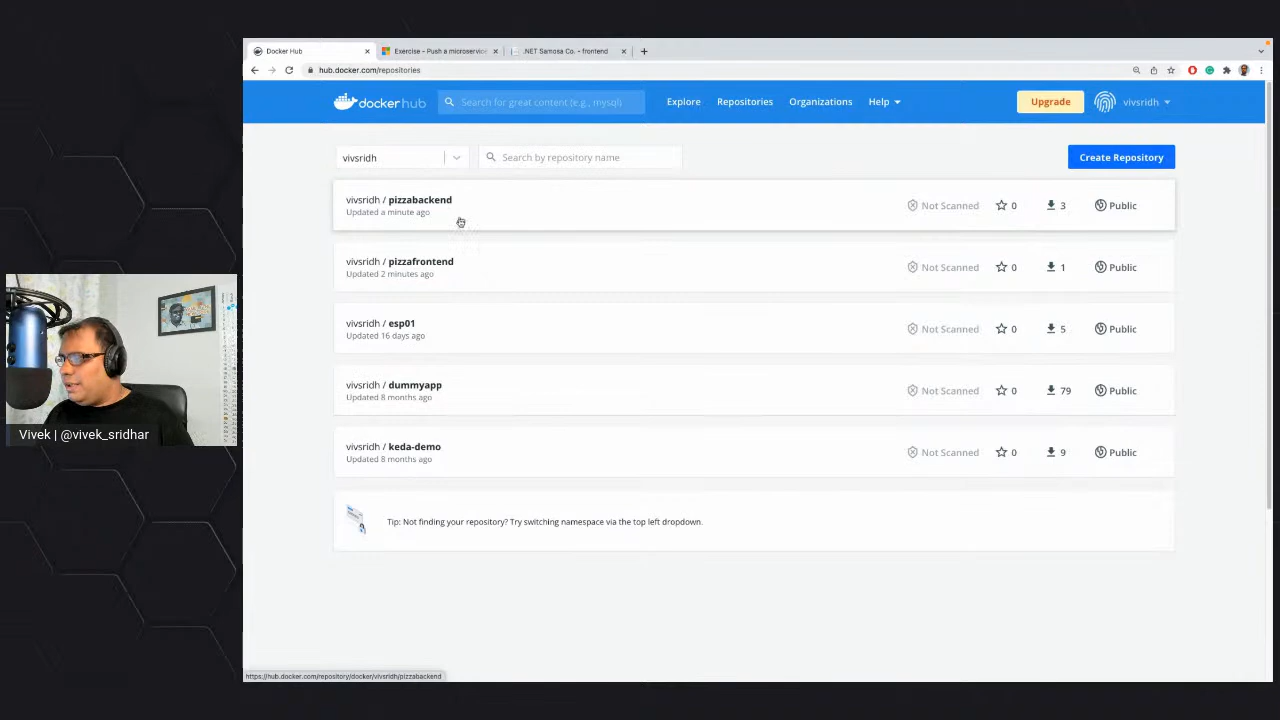 Docker Hub
Exercise - Push a microservice
.NET Samosa Co. - frontend
hub.docker.com/repositories
dockerhub
Search for great content (e.g., mysql)
Explore
Repositories
Organizations
Help
Upgrade
vivsridh
vivsridh
Search by repository name
Create Repository
vivsridh / pizzabackend
Updated a minute ago
Not Scanned
0
3
Public
vivsridh / pizzafrontend
Updated 2 minutes ago
Not Scanned
0
1
Public
vivsridh / esp01
Updated 16 days ago
Not Scanned
0
5
Public
vivsridh / dummyapp
Updated 8 months ago
Not Scanned
0
79
Public
vivsridh / keda-demo
Updated 8 months ago
Not Scanned
0
9
Public
Tip: Not finding your repository? Try switching namespace via the top left dropdown.
Vivek | @vivek_sridhar
https://hub.docker.com/repository/docker/vivsridh/pizzabackend